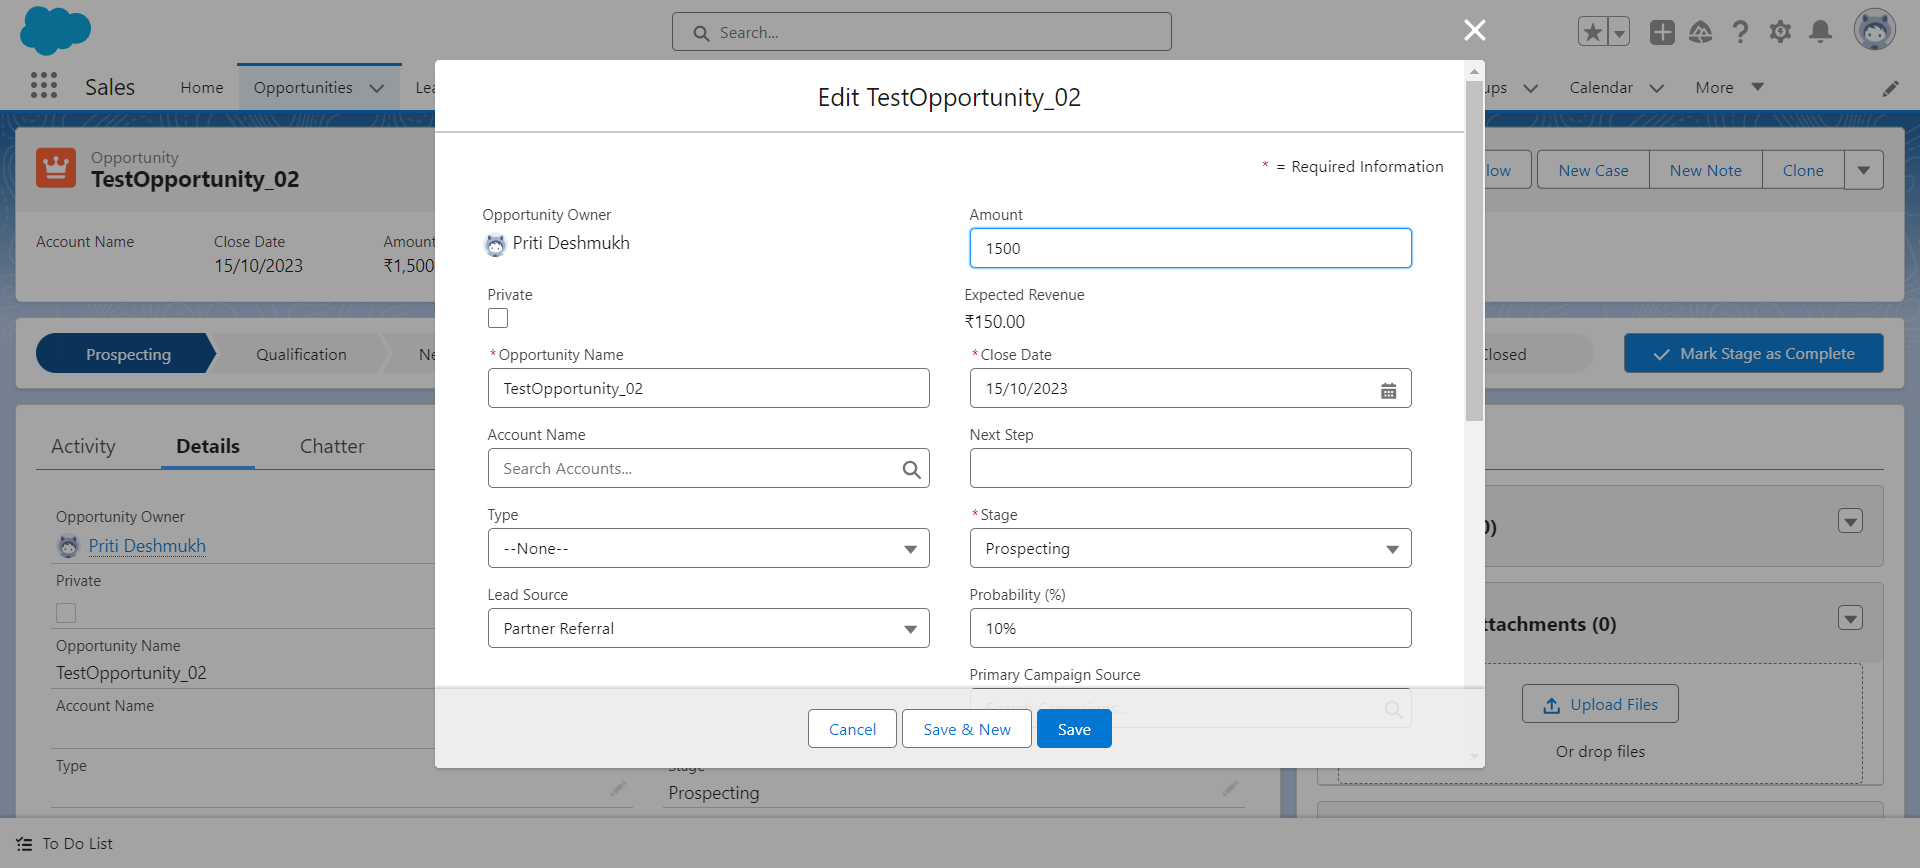 Search...
Sales
Home
Opportunities
Lea
ups
Calendar
More
Opportunity
TestOpportunity_02
low
New Case
New Note
Clone
Account Name
Close Date
15/10/2023
Amount
₹1,500
Prospecting
Qualification
Ne
Closed
Mark Stage as Complete
Activity
Details
Chatter
Opportunity Owner
Priti Deshmukh
Private
Opportunity Name
TestOpportunity_02
Account Name
Type
Stage
Prospecting
0)
ttachments (0)
Upload Files
Or drop files
To Do List
Edit TestOpportunity_02
* = Required Information
Opportunity Owner
Priti Deshmukh
Amount
1500
Private
Expected Revenue
₹150.00
*Opportunity Name
TestOpportunity_02
*Close Date
15/10/2023
Account Name
Search Accounts...
Next Step
Type
--None--
*Stage
Prospecting
Lead Source
Partner Referral
Probability (%)
10%
Primary Campaign Source
Search Campaigns...
Cancel
Save & New
Save